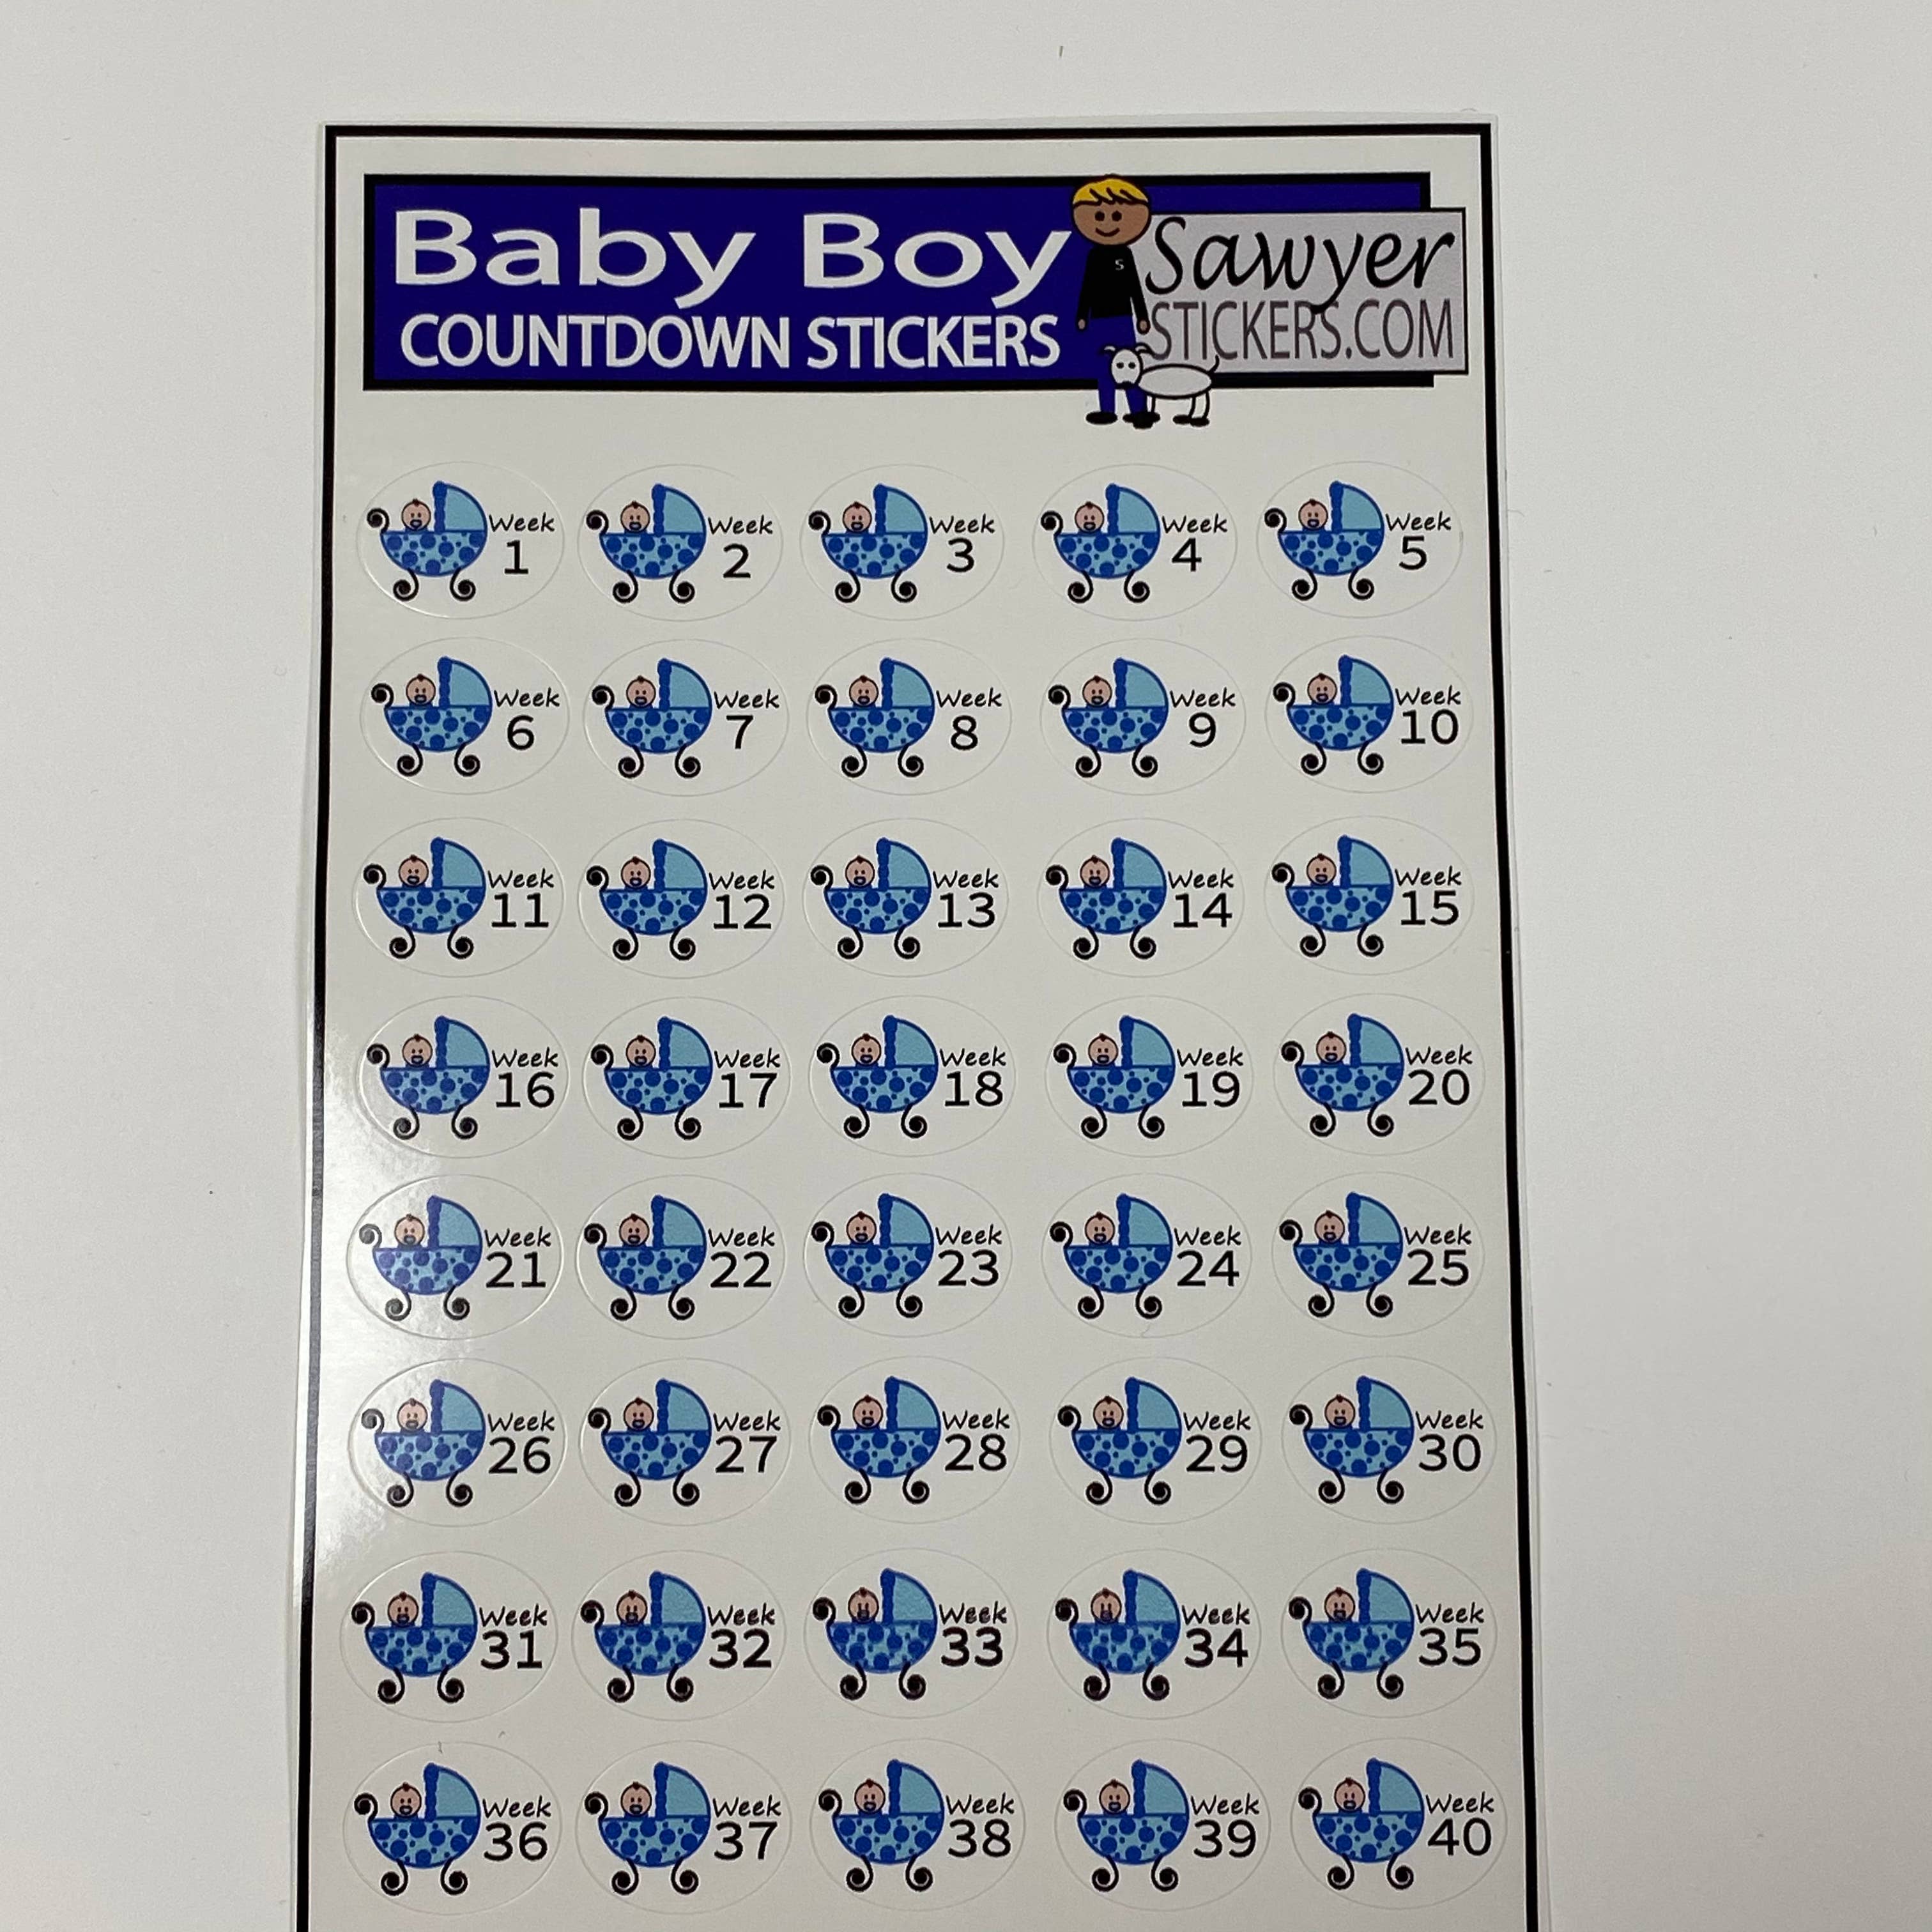 Baby Boy
COUNTDOWN STICKERS
S
Sawyer
STICKERS.COM
Week 1
Week 2
Week 3
Week 4
Week 5
Week 6
Week 7
Week 8
Week 9
Week 10
Week 11
Week 12
Week 13
Week 14
Week 15
Week 16
Week 17
Week 18
Week 19
Week 20
Week 21
Week 22
Week 23
Week 24
Week 25
Week 26
Week 27
Week 28
Week 29
Week 30
Week 31
Week 32
Week 33
Week 34
Week 35
Week 36
Week 37
Week 38
Week 39
Week 40